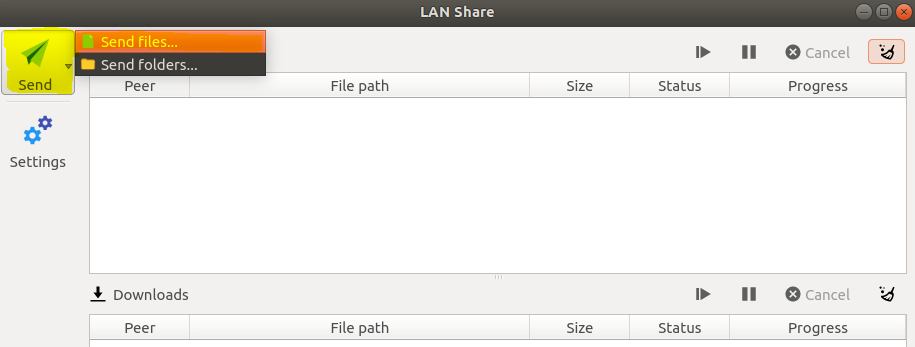 LAN Share
Send files...
Send folders...
Cancel
Send
Peer File path Size Status Progress
Settings
Downloads Cancel
Peer File path Size Status Progress